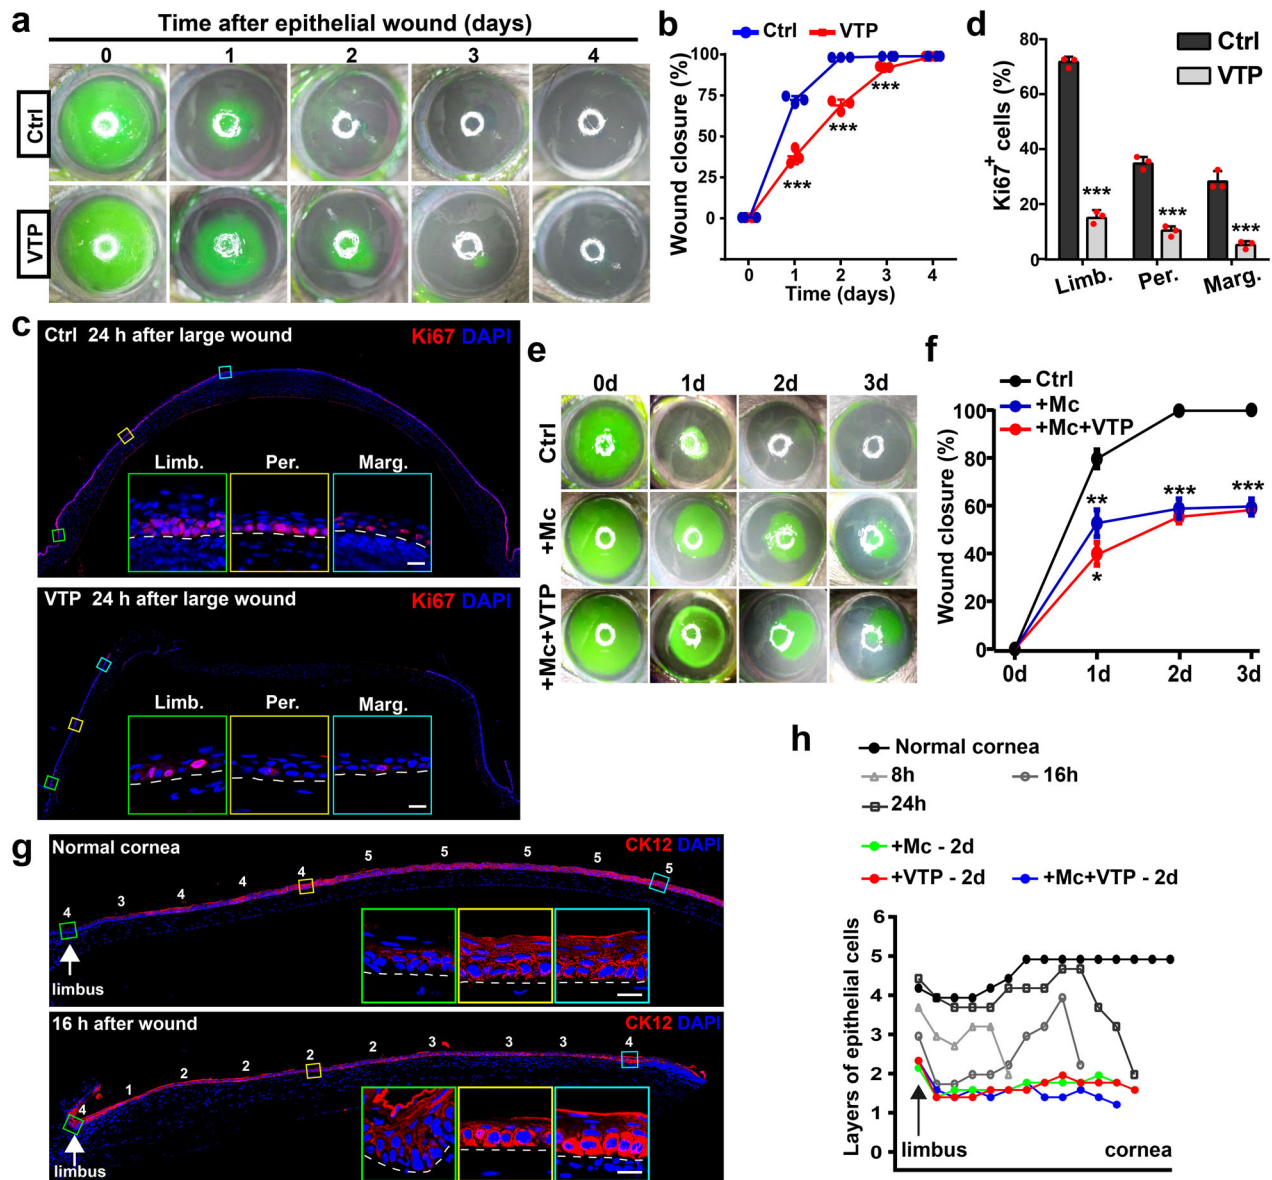 a
Time after epithelial wound (days)
0 1 2 3 4
Ctrl
VTP
b
Ctrl VTP
Wound closure (%)
100
75
50
25
0
***
***
***
0 1 2 3 4
Time (days)
d
Ctrl
VTP
Ki67+ cells (%)
80
60
40
20
0
***
***
***
Limb. Per. Marg.
c
Ctrl 24 h after large wound Ki67 DAPI
Limb. Per. Marg.
VTP 24 h after large wound Ki67 DAPI
Limb. Per. Marg.
e
0d 1d 2d 3d
Ctrl
+Mc
+Mc+VTP
f
Ctrl
+Mc
+Mc+VTP
Wound closure (%)
100
80
60
40
20
0
**
*
***
***
0d 1d 2d 3d
g
Normal cornea CK12 DAPI
4 3 4 4 4 5 5 5 5 5
limbus
16 h after wound CK12 DAPI
4 1 2 2 2 2 3 3 3 4
limbus
h
Normal cornea
8h 16h
24h
+Mc - 2d
+VTP - 2d +Mc+VTP - 2d
Layers of epithelial cells
6
5
4
3
2
1
0
limbus cornea